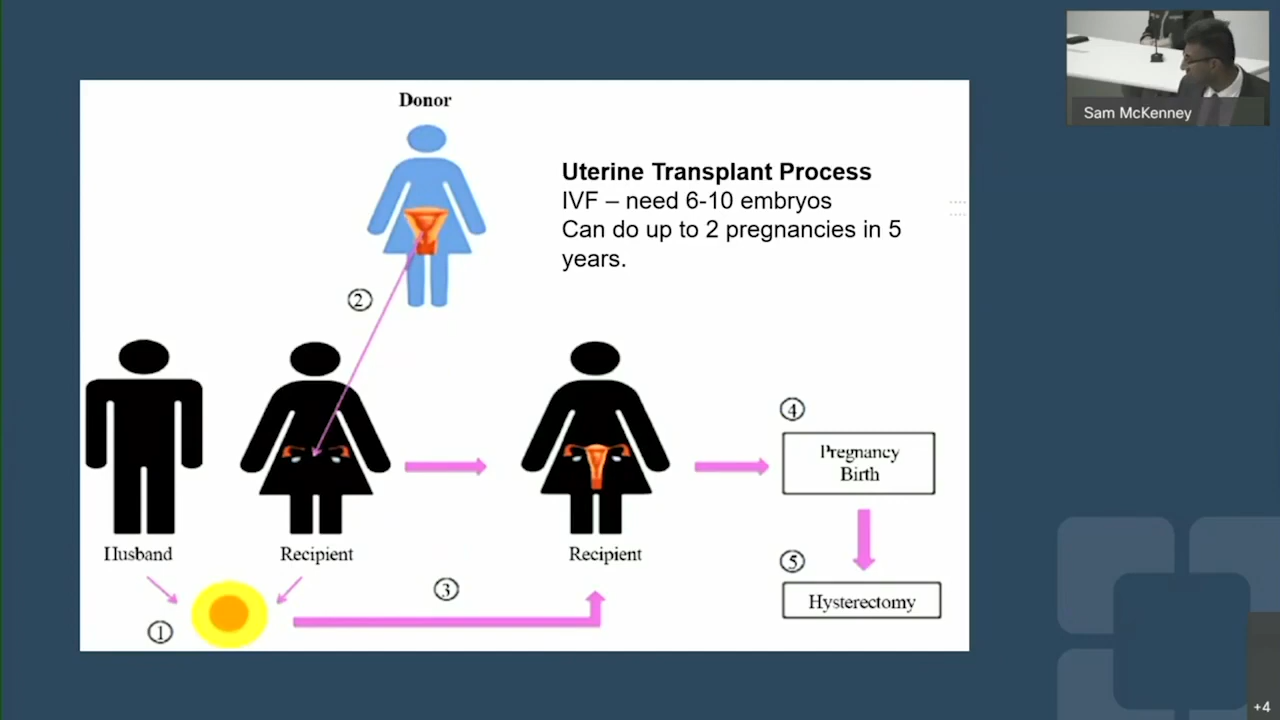 Sam McKenney
Donor
Uterine Transplant Process
IVF – need 6-10 embryos
Can do up to 2 pregnancies in 5
years.
②
④
Pregnancy
Birth
Husband
Recipient
Recipient
⑤
Hysterectomy
③
①
+4